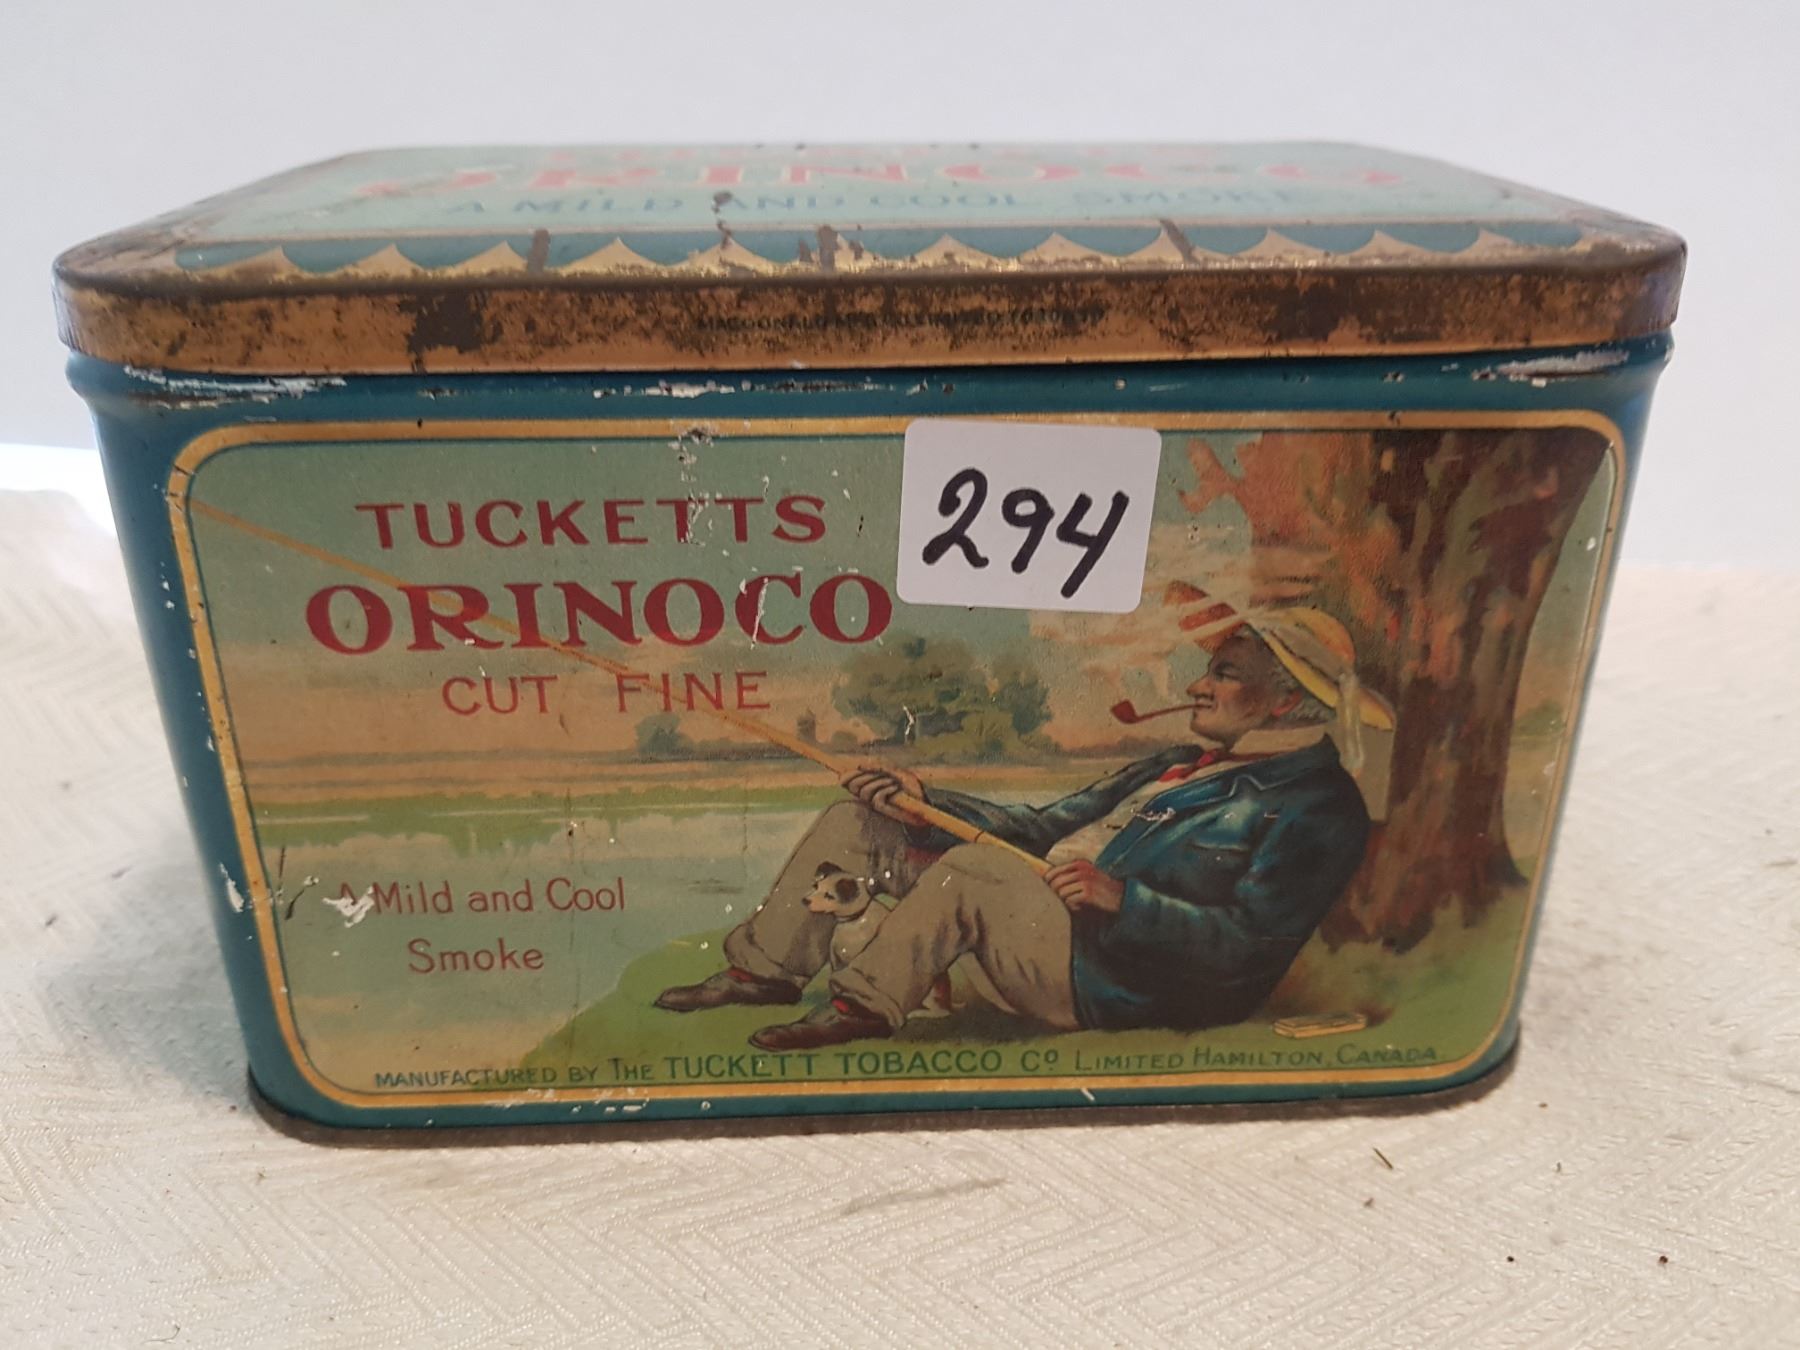 ORINOCO
A MILD AND COOL SMOKE
TUCKETTS
ORINOCO
CUT FINE
294
A Mild and Cool
Smoke
MANUFACTURED BY THE TUCKETT TOBACCO Co LIMITED HAMILTON, CANADA